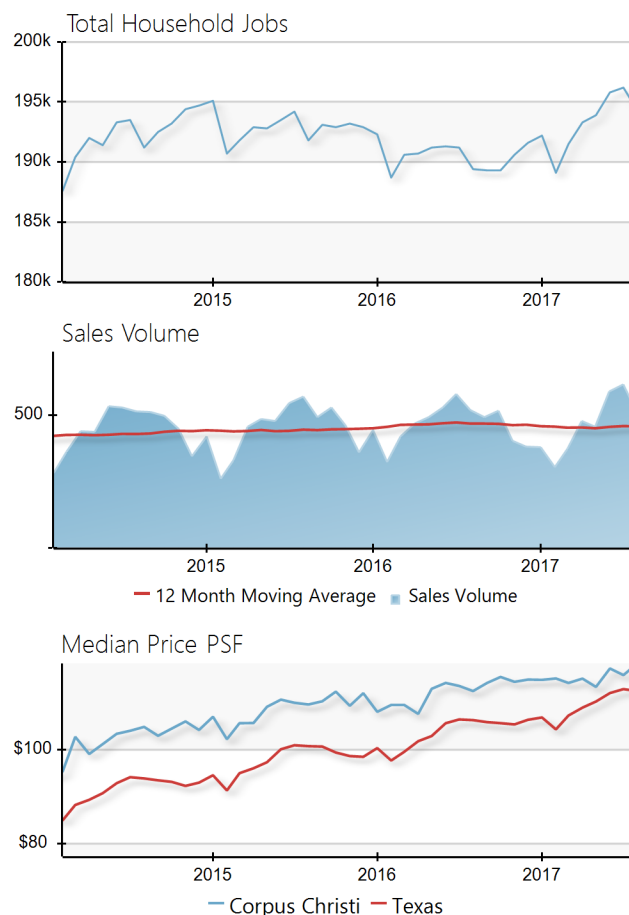 Total Household Jobs
200k
195k
190k
185k
180k
2015 2016 2017
Sales Volume
500
2015 2016 2017
12 Month Moving Average Sales Volume
Median Price PSF
$100
$80
2015 2016 2017
Corpus Christi Texas